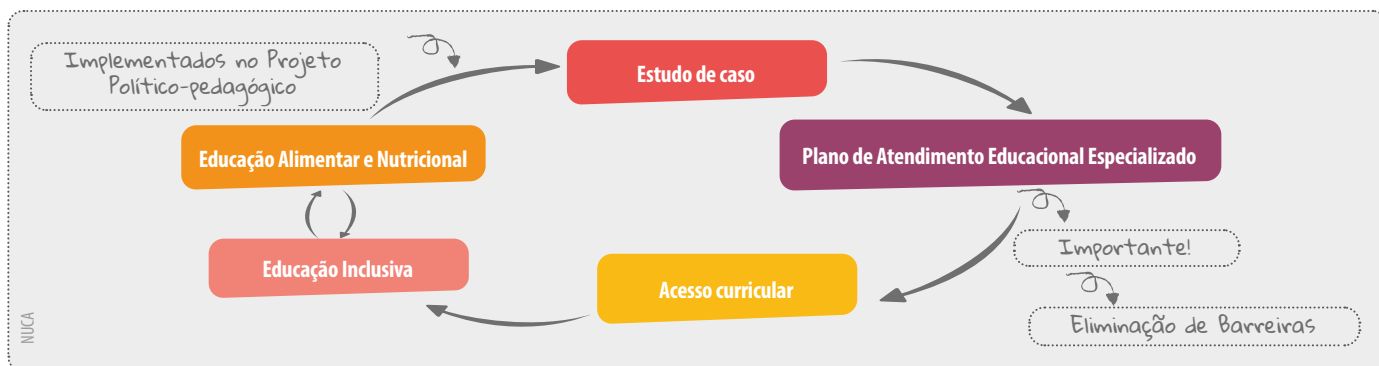 Implementados no Projeto
Político-pedagógico
Estudo de caso
Educação Alimentar e Nutricional
Plano de Atendimento Educacional Especializado
Importante!
Educação Inclusiva
Acesso curricular
Eliminação de Barreiras
NUCA